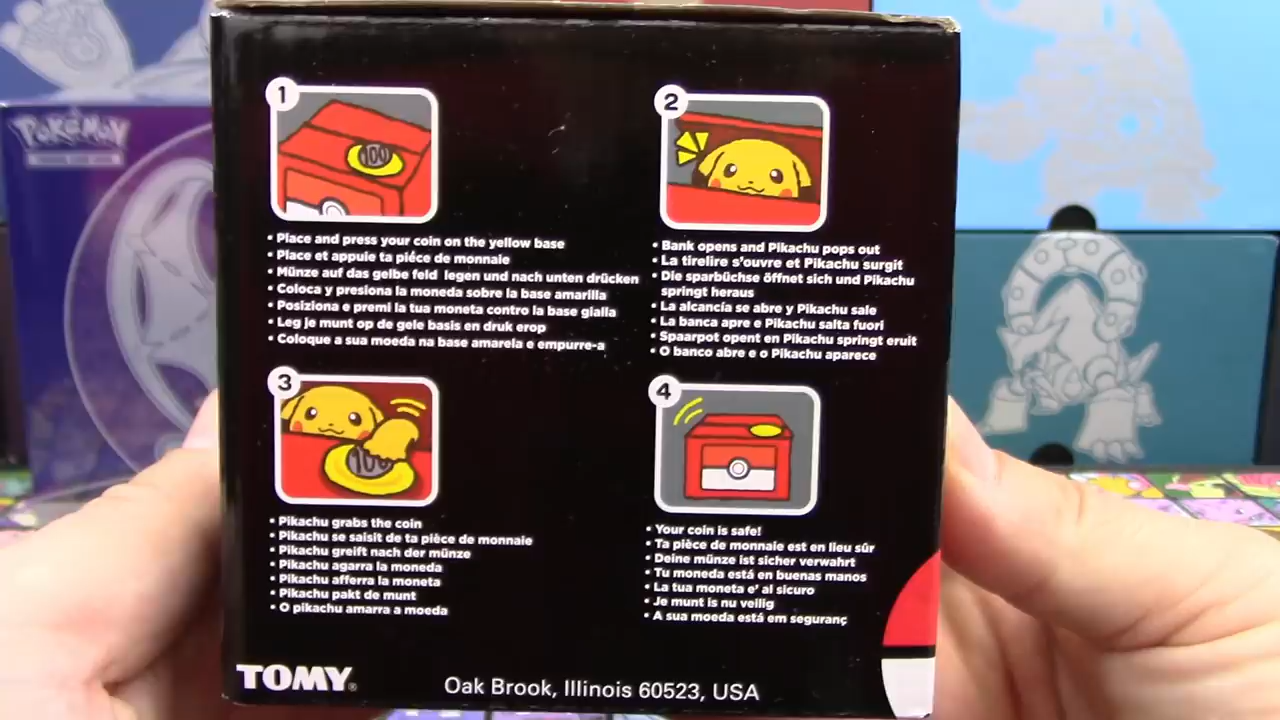 POKéMON
1
100
• Place and press your coin on the yellow base
• Place et appuie ta piéce de monnaie
• Münze auf das gelbe feld legen und nach unten drücken
• Coloca y presiona la moneda sobre la base amarilla
• Posiziona e premi la tua moneta contro la base gialla
• Leg je munt op de gele basis en druk erop
• Coloque a sua moeda na base amarela e empurre-a
2
• Bank opens and Pikachu pops out
• La tirelire s'ouvre et Pikachu surgit
• Die sparbüchse öffnet sich und Pikachu
springt heraus
• La alcancía se abre y Pikachu sale
• La banca apre e Pikachu salta fuori
• Spaarpot opent en Pikachu springt eruit
• O banco abre e o Pikachu aparece
3
100
• Pikachu grabs the coin
• Pikachu se saisit de ta pièce de monnaie
• Pikachu greift nach der münze
• Pikachu agarra la moneda
• Pikachu afferra la moneta
• Pikachu pakt de munt
• O pikachu amarra a moeda
4
• Your coin is safe!
• Ta pièce de monnaie est en lieu sûr
• Deine münze ist sicher verwahrt
• Tu moneda está en buenas manos
• La tua moneta e' al sicuro
• Je munt is nu veilig
• A sua moeda está em seguranç
TOMY®
Oak Brook, Illinois 60523, USA